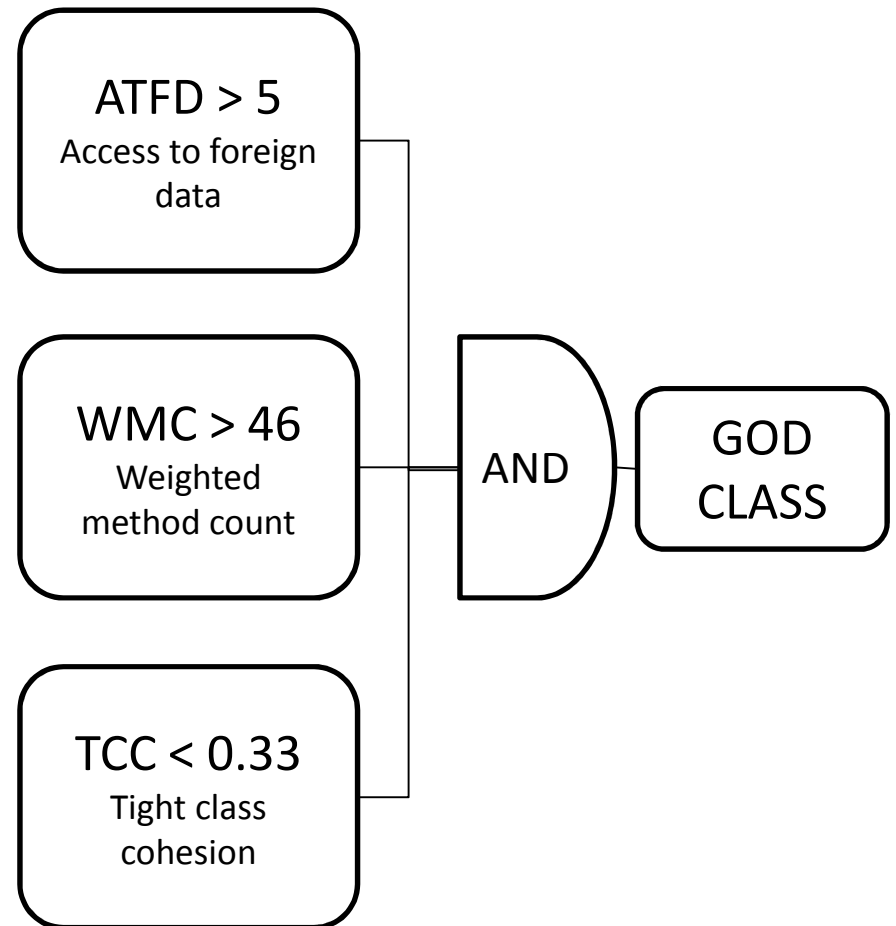 ATFD > 5
Access to foreign
data
WMC > 46
Weighted
method count
TCC < 0.33
Tight class
cohesion
AND
GOD
CLASS